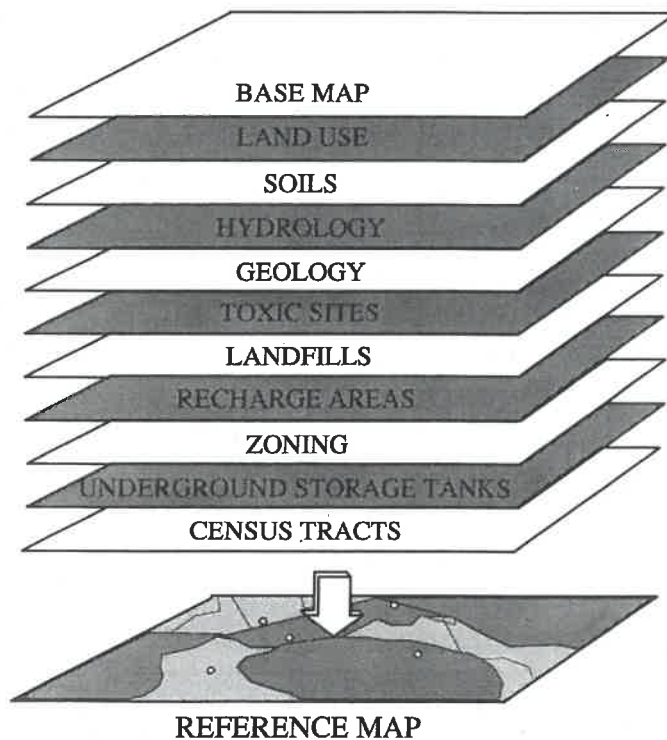 BASE MAP
LAND USE
SOILS
HYDROLOGY
GEOLOGY
TOXIC SITES
LANDFILLS
RECHARGE AREAS
ZONING
UNDERGROUND STORAGE TANKS
CENSUS TRACTS
REFERENCE MAP